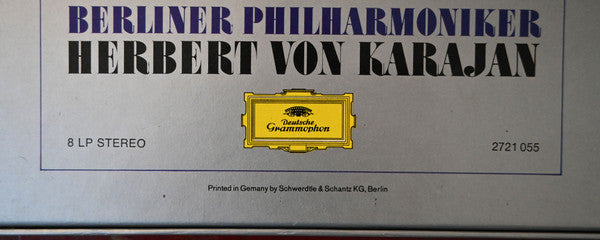 BERLINER PHILHARMONIKER
HERBERT VON KARAJAN
Deutsche
Grammophon
8 LP STEREO
2721 055
Printed in Gemany by Schwerdtle & Schantz KG, Berlin